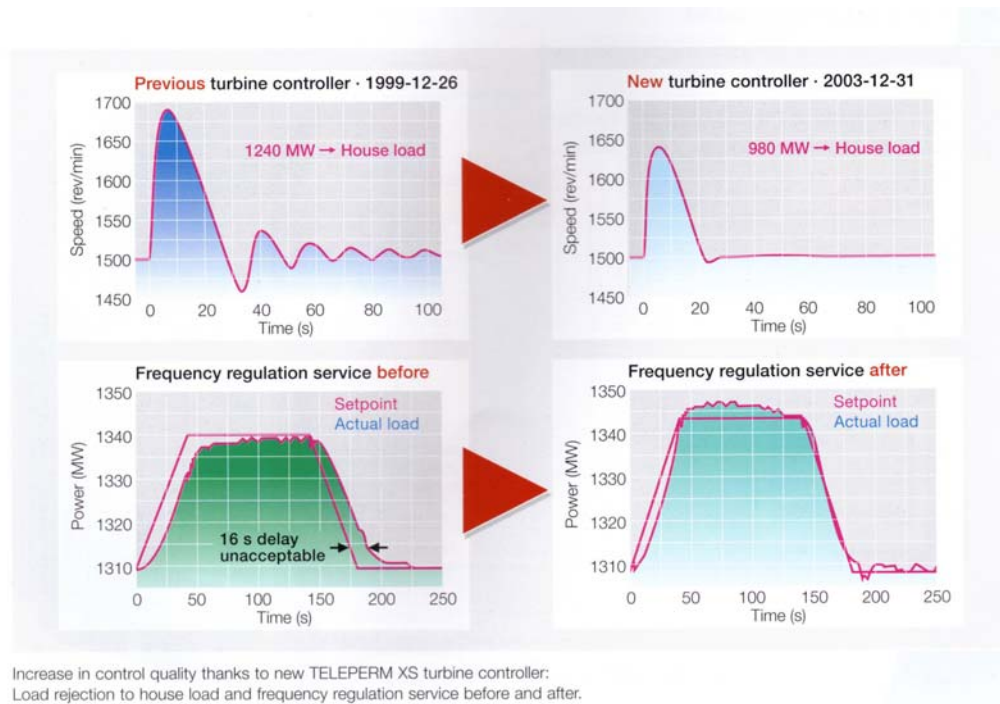 Previous turbine controller · 1999-12-26
1700
1650
1600
1550
1500
1450
Speed (rev/min)
1240 MW → House load
0 20 40 60 80 100
Time (s)
New turbine controller · 2003-12-31
1700
1650
1600
1550
1500
1450
Speed (rev/min)
980 MW → House load
0 20 40 60 80 100
Time (s)
Frequency regulation service before
1350
1340
1330
1320
1310
Power (MW)
Setpoint
Actual load
16 s delay
unacceptable
0 50 100 150 200 250
Time (s)
Frequency regulation service after
1350
1340
1330
1320
1310
Power (MW)
Setpoint
Actual load
0 50 100 150 200 250
Time (s)
Increase in control quality thanks to new TELEPERM XS turbine controller:
Load rejection to house load and frequency regulation service before and after.